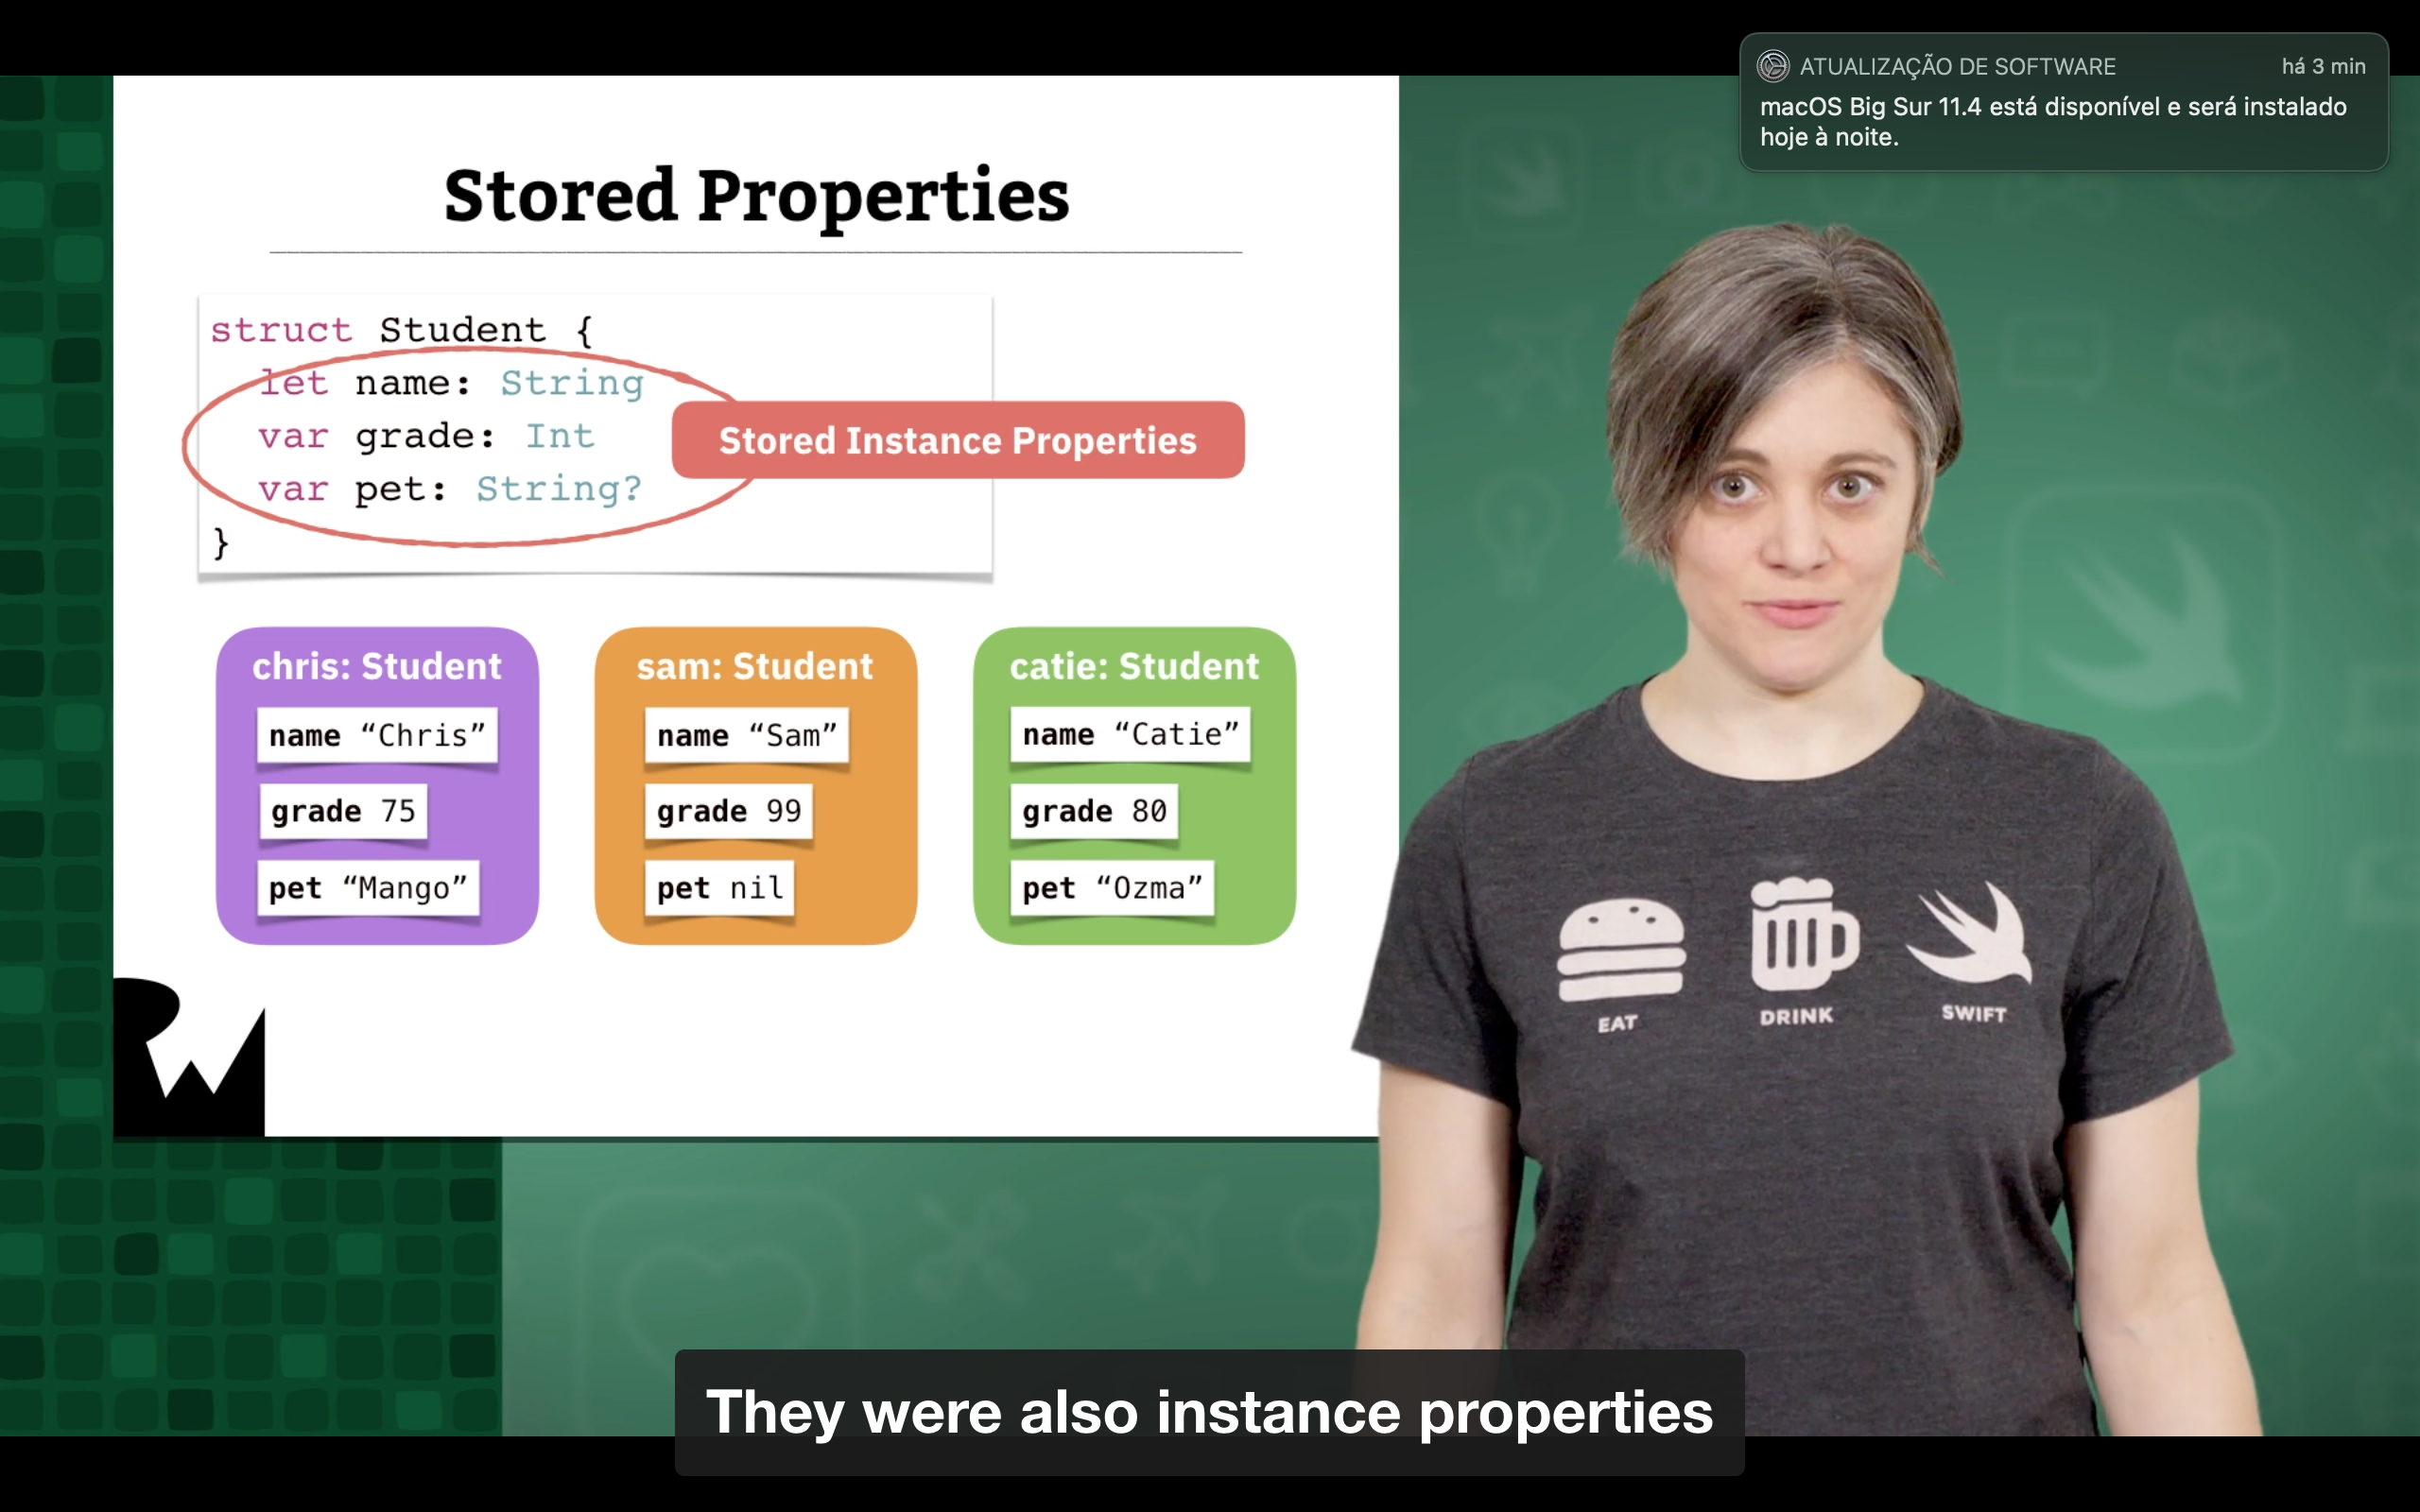 ATUALIZAÇÃO DE SOFTWARE há 3 min
macOS Big Sur 11.4 está disponível e será instalado
hoje à noite.
Stored Properties
struct Student {
let name: String
var grade: Int
var pet: String?
}
Stored Instance Properties
chris: Student
name “Chris”
grade 75
pet “Mango”
sam: Student
name “Sam”
grade 99
pet nil
catie: Student
name “Catie”
grade 80
pet “Ozma”
EAT
DRINK
SWIFT
They were also instance properties